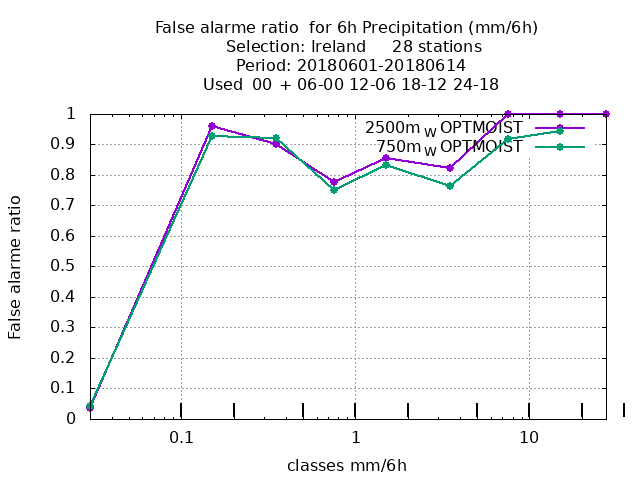 False alarme ratio  for 6h Precipitation (mm/6h)
Selection: Ireland     28 stations
Period: 20180601-20180614
Used  00  + 06-00 12-06 18-12 24-18
1
2500m W OPTMOIST
0.9
750m W OPTMOIST
0.8
0.7
0.6
0.5
0.4
0.3
0.2
0.1
0
False alarme ratio
0.1 1 10
classes mm/6h